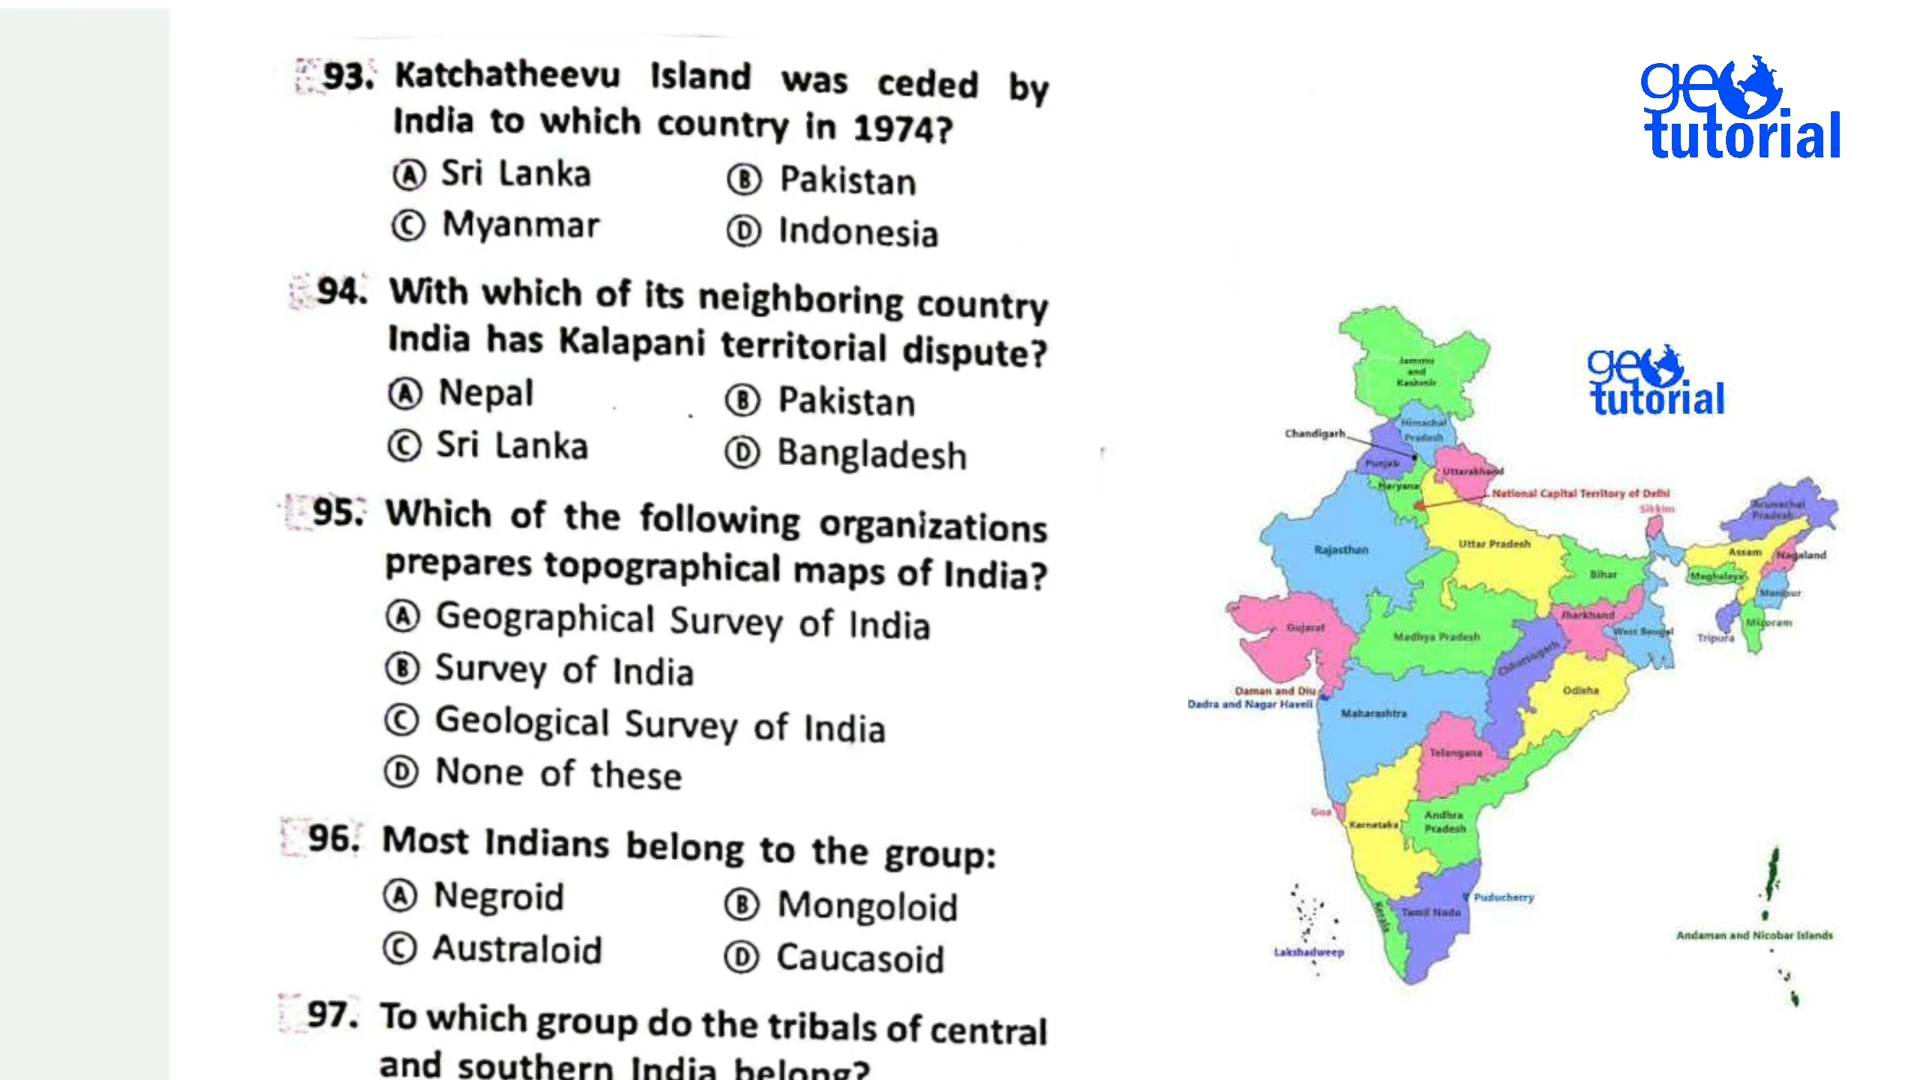 93. Katchatheevu Island was ceded by
India to which country in 1974?
Ⓐ Sri Lanka Ⓑ Pakistan
Ⓒ Myanmar Ⓓ Indonesia
94. With which of its neighboring country
India has Kalapani territorial dispute?
Ⓐ Nepal Ⓑ Pakistan
Ⓒ Sri Lanka Ⓓ Bangladesh
95. Which of the following organizations
prepares topographical maps of India?
Ⓐ Geographical Survey of India
Ⓑ Survey of India
Ⓒ Geological Survey of India
Ⓓ None of these
96. Most Indians belong to the group:
Ⓐ Negroid Ⓑ Mongoloid
Ⓒ Australoid Ⓓ Caucasoid
97. To which group do the tribals of central
and southern India belong?
geo
tutorial
geo
tutorial
Jammu
and
Kashmir
Himachal
Pradesh
Chandigarh
Punjab
Uttarakhand
Haryana
National Capital Territory of Delhi
Sikkim
Arunachal
Pradesh
Rajasthan
Uttar Pradesh
Assam
Nagaland
Bihar
Meghalaya
Manipur
Gujarat
Madhya Pradesh
Jharkhand
West Bengal
Tripura
Mizoram
Chhattisgarh
Odisha
Daman and Diu
Dadra and Nagar Haveli
Maharashtra
Telangana
Goa
Karnataka
Andhra
Pradesh
Kerala
Tamil Nadu
Puducherry
Lakshadweep
Andaman and Nicobar Islands